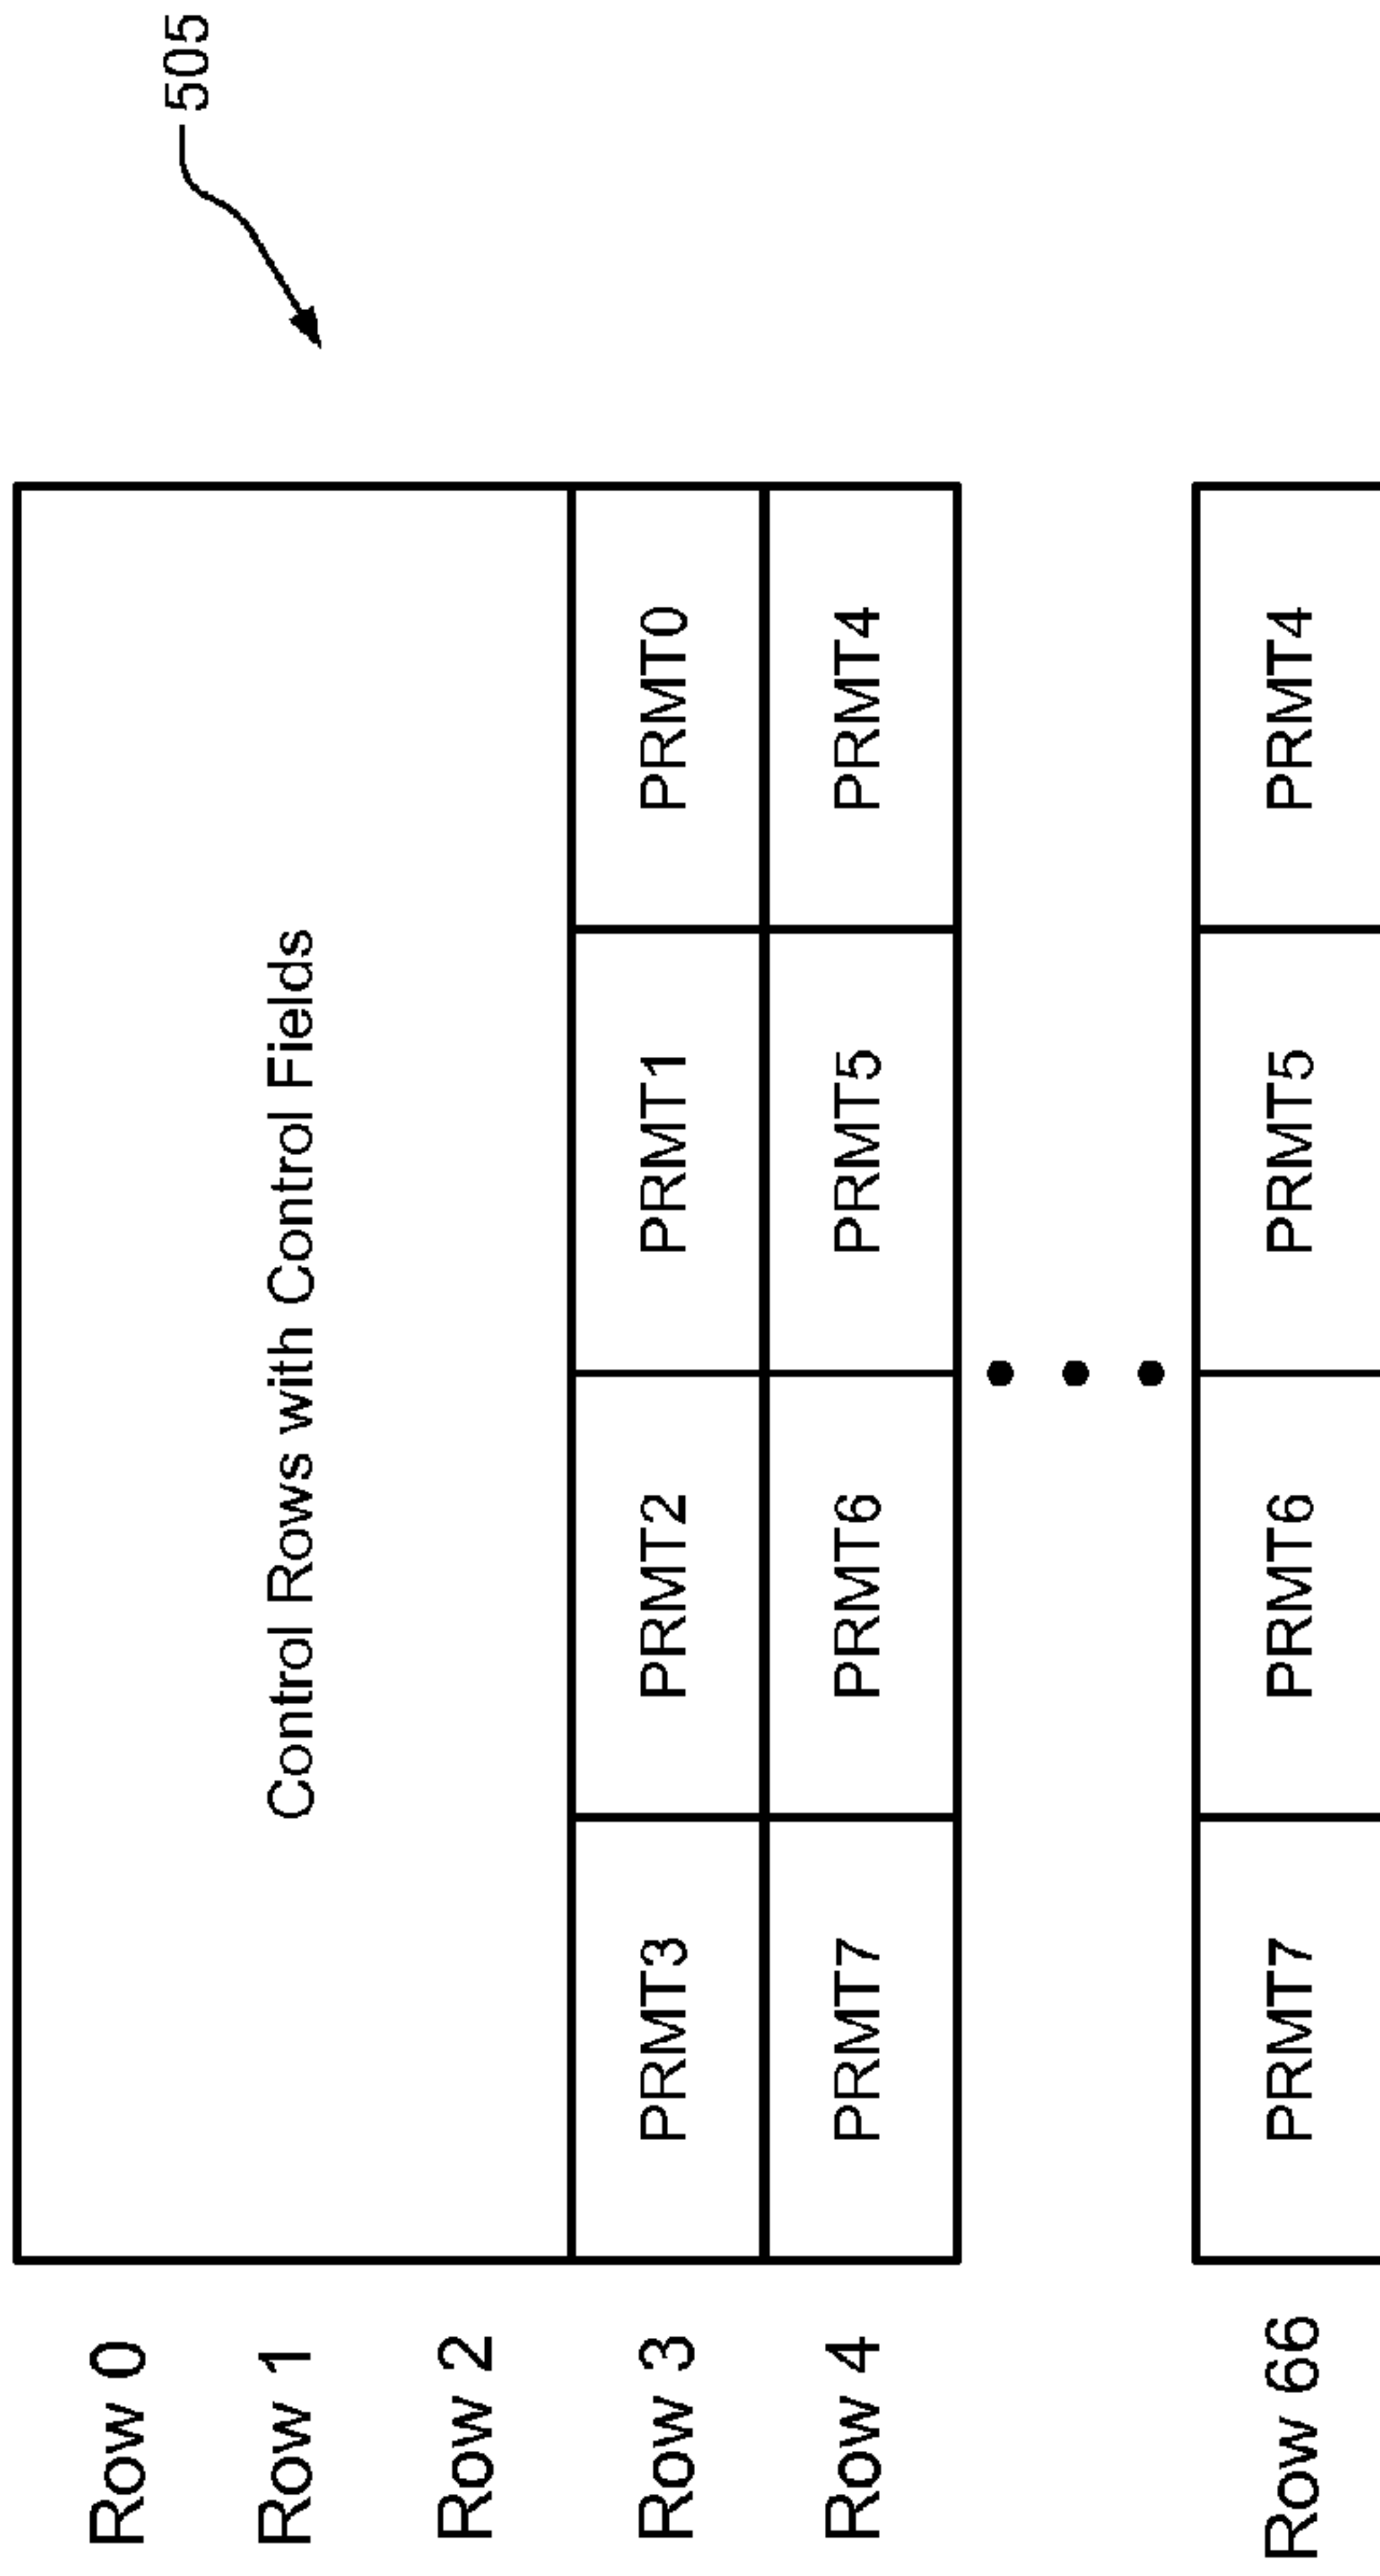 505
Row 0
Row 1
Control Rows with Control Fields
Row 2
Row 3 PRMT3 PRMT2 PRMT1 PRMT0
Row 4 PRMT7 PRMT6 PRMT5 PRMT4
Row 66 PRMT7 PRMT6 PRMT5 PRMT4